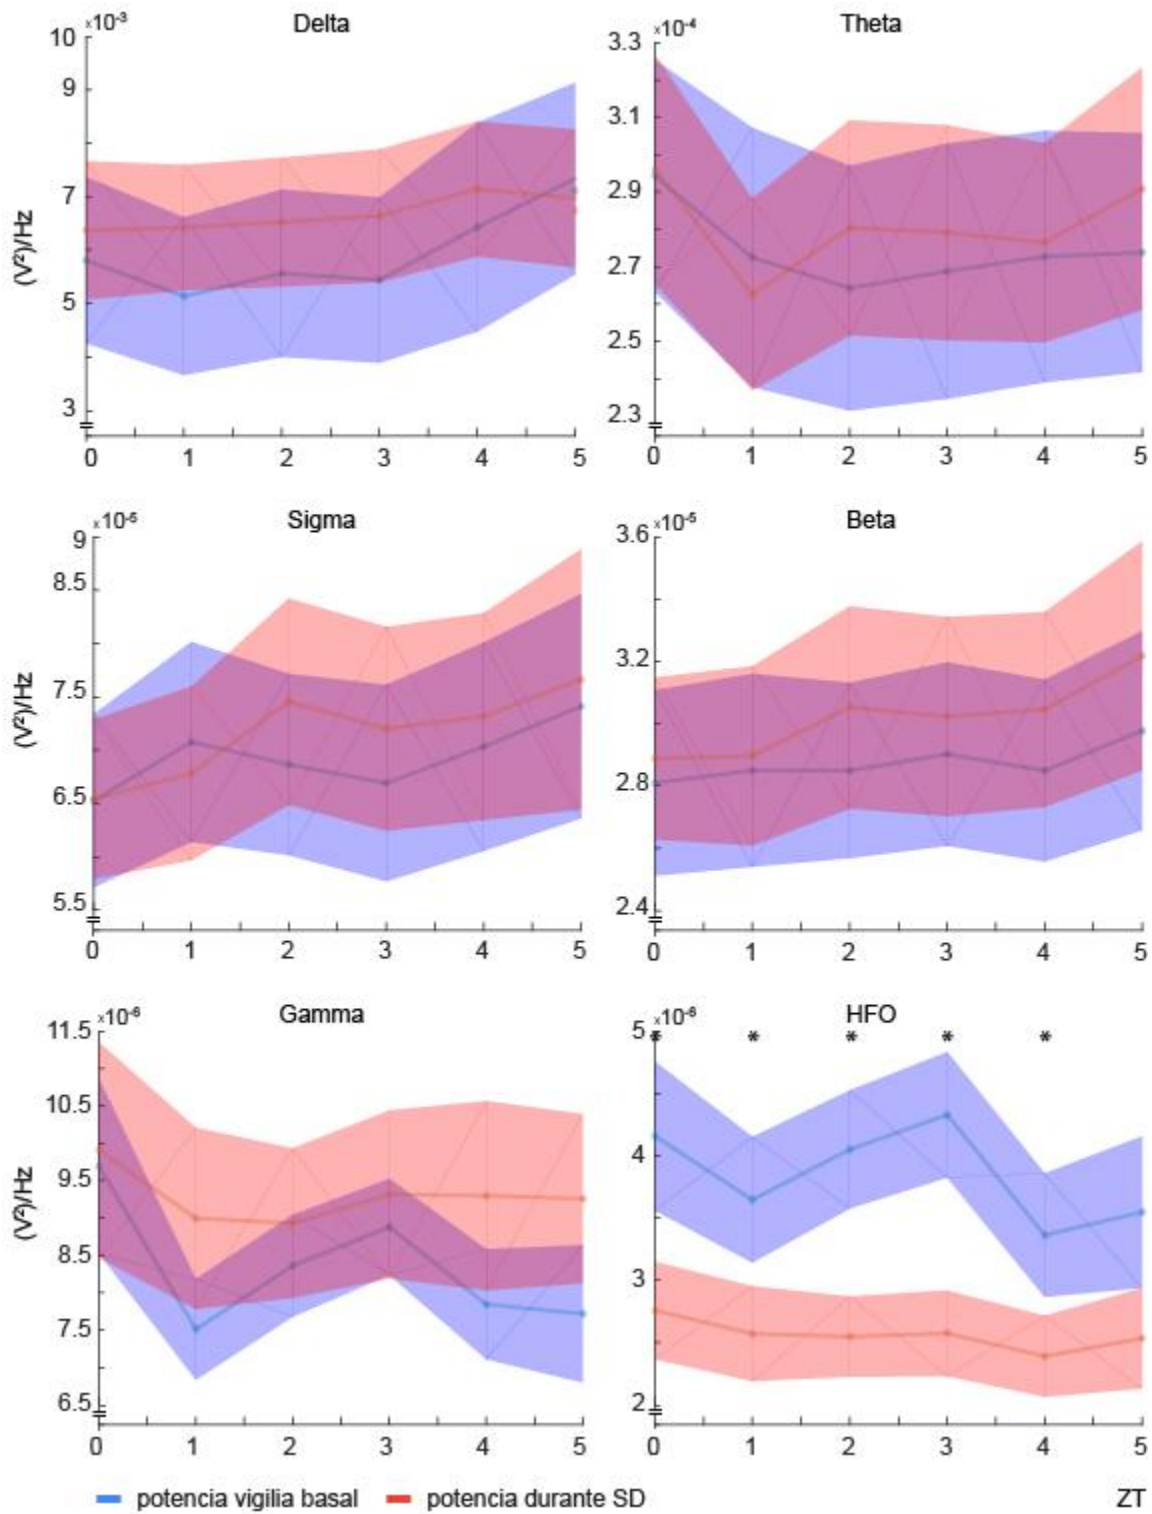 Delta
×10⁻³
10
9
7
5
3
(V²)/Hz
0 1 2 3 4 5
Theta
×10⁻⁴
3.3
3.1
2.9
2.7
2.5
2.3
0 1 2 3 4 5
Sigma
×10⁻⁵
9
8.5
7.5
6.5
5.5
(V²)/Hz
0 1 2 3 4 5
Beta
×10⁻⁵
3.6
3.2
2.8
2.4
0 1 2 3 4 5
Gamma
×10⁻⁶
11.5
10.5
9.5
8.5
7.5
6.5
(V²)/Hz
0 1 2 3 4 5
HFO
×10⁻⁶
* * * * *
5
4
3
2
0 1 2 3 4 5
potencia vigilia basal potencia durante SD ZT